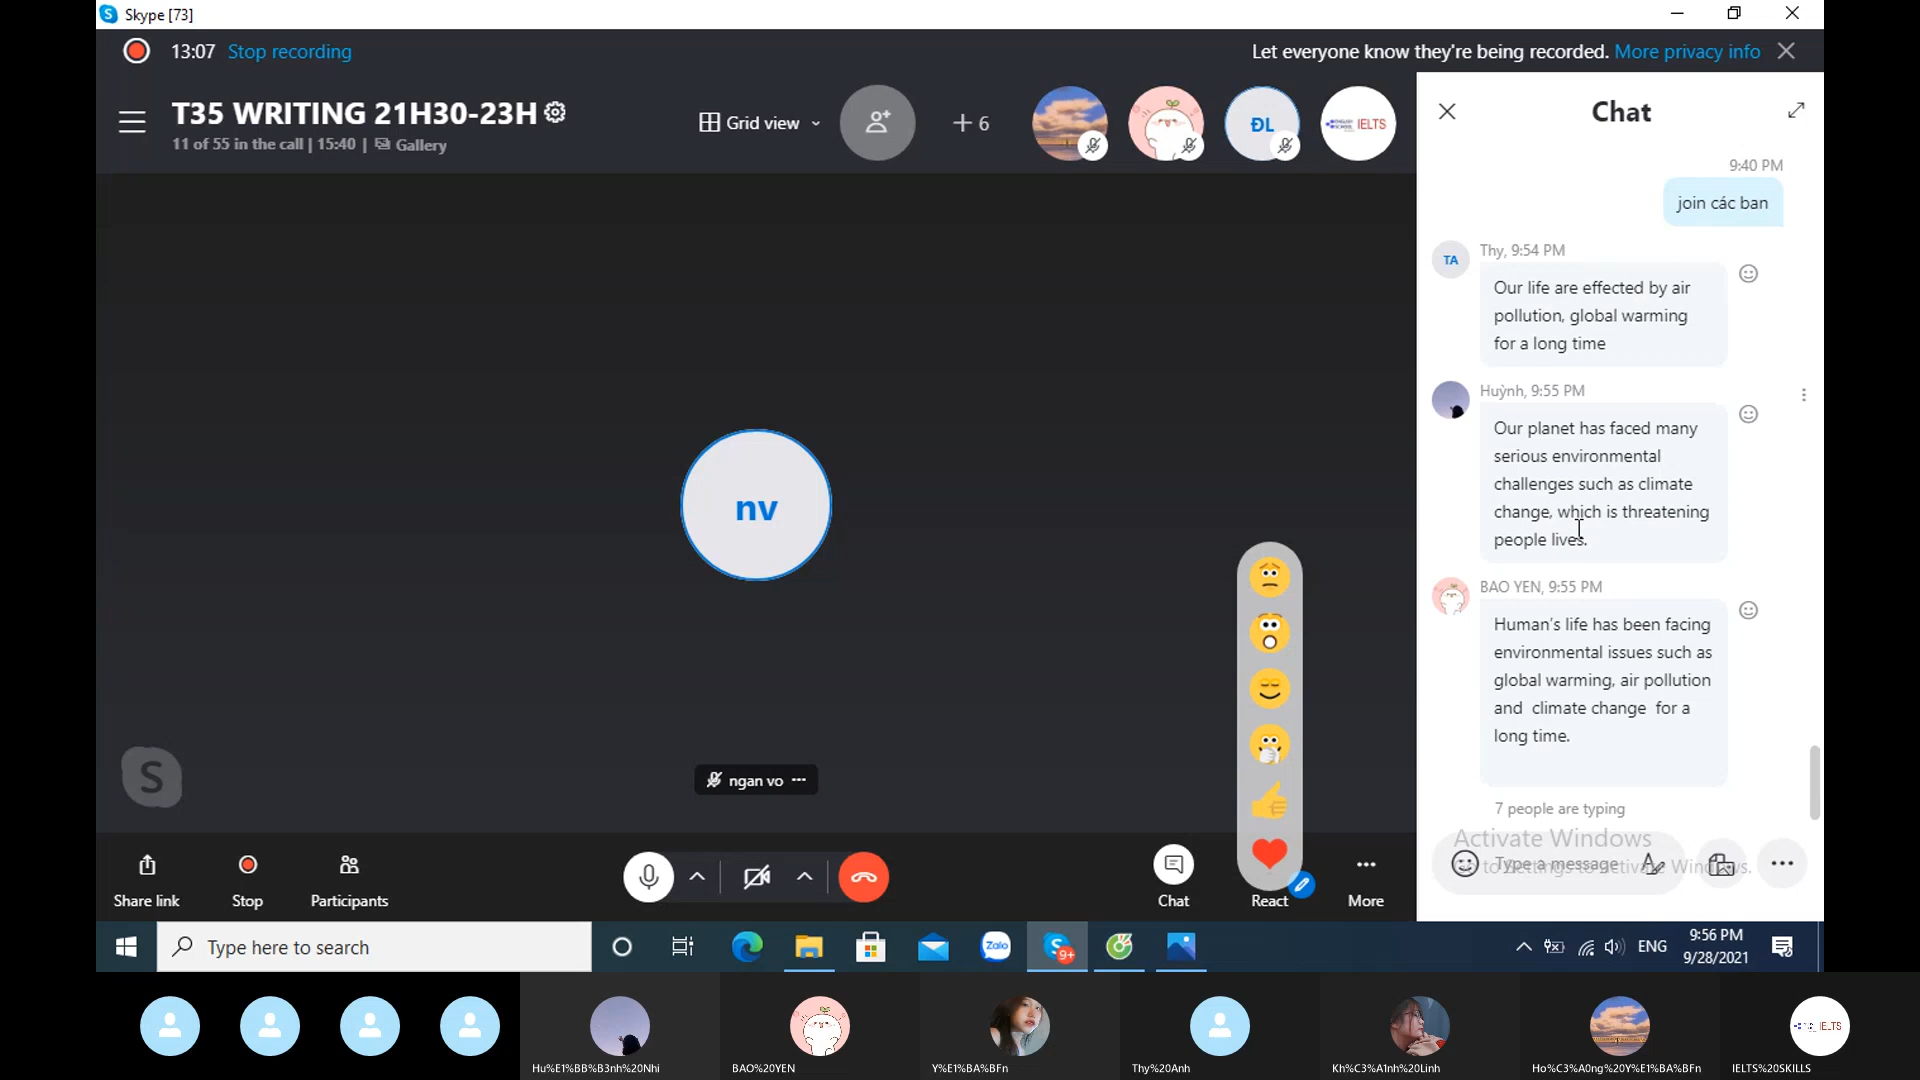 Skype [73]
13:07 Stop recording
Let everyone know they're being recorded. More privacy info
T35 WRITING 21H30-23H
11 of 55 in the call | 15:40 | Gallery
Grid view
+ 6
ĐL
IELTS
Chat
9:40 PM
join các ban
TA
Thy, 9:54 PM
Our life are effected by air
pollution, global warming
for a long time
Huỳnh, 9:55 PM
Our planet has faced many
serious environmental
challenges such as climate
change, which is threatening
people lives.
BAO YEN, 9:55 PM
Human's life has been facing
environmental issues such as
global warming, air pollution
and climate change for a
long time.
7 people are typing
Activate Windows
Go to Settings to activate Windows.
Type a message
nv
ngan vo
Share link
Stop
Participants
Chat
React
More
Type here to search
Zalo
9+
ENG
9:56 PM
9/28/2021
Hu%E1%BB%B3nh%20Nhi
BAO%20YEN
Y%E1%BA%BFn
Thy%20Anh
Kh%C3%A1nh%20Linh
Ho%C3%A0ng%20Y%E1%BA%BFn
IELTS%20SKILLS